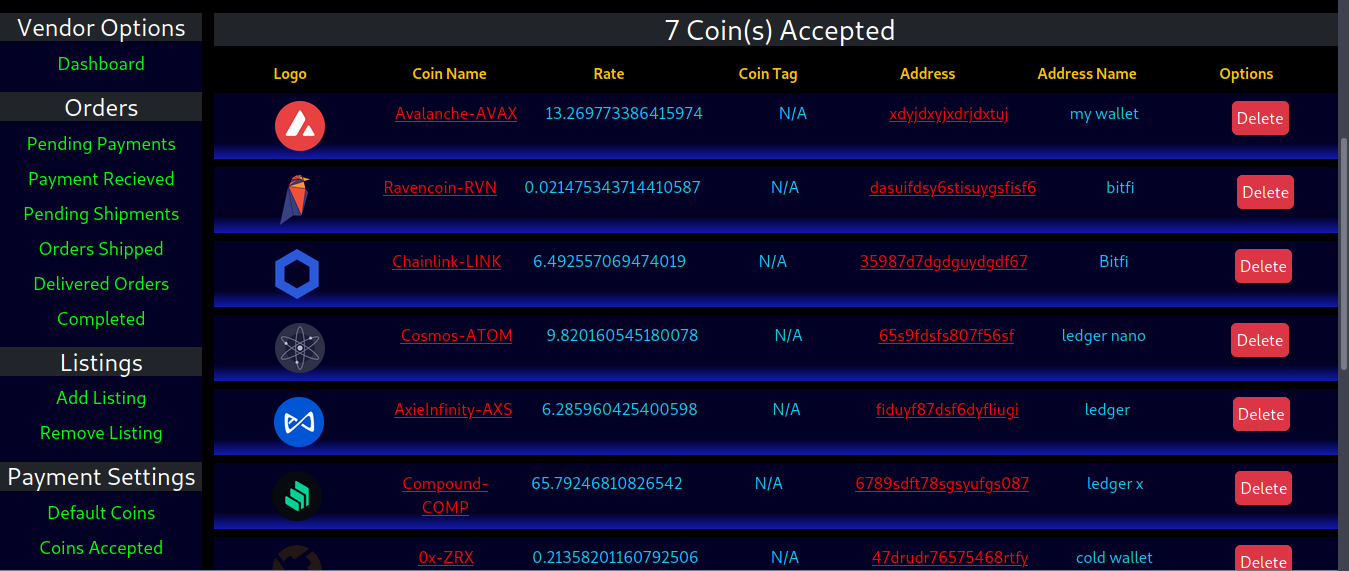 Vendor Options
Dashboard
Orders
Pending Payments
Payment Recieved
Pending Shipments
Orders Shipped
Delivered Orders
Completed
Listings
Add Listing
Remove Listing
Payment Settings
Default Coins
Coins Accepted
7 Coin(s) Accepted
Logo Coin Name Rate Coin Tag Address Address Name Options
Avalanche-AVAX 13.269773386415974 N/A xdyjdxyjxdrjdxtuj my wallet Delete
Ravencoin-RVN 0.021475343714410587 N/A dasuifdsy6stisuygsfisf6 bitfi Delete
Chainlink-LINK 6.492557069474019 N/A 35987d7dgdguydgdf67 Bitfi Delete
Cosmos-ATOM 9.820160545180078 N/A 65s9fdsfs807f56sf ledger nano Delete
AxieInfinity-AXS 6.285960425400598 N/A fiduyf87dsf6dyfliugi ledger Delete
Compound- 65.79246810826542 N/A 6789sdft78sgsyufgs087 ledger x Delete
COMP
0x-ZRX 0.21358201160792506 N/A 47drudr76575468rtfy cold wallet Delete